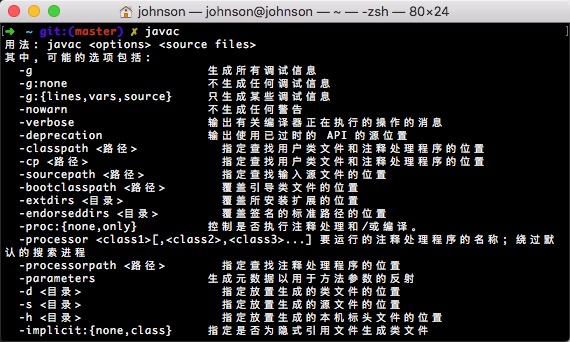 johnson — johnson@johnson — ~ — -zsh — 80×24
[➜  ~ git:(master) ✗ javac ]
用法: javac <options> <source files>
其中, 可能的选项包括:
-g 生成所有调试信息
-g:none 不生成任何调试信息
-g:{lines,vars,source} 只生成某些调试信息
-nowarn 不生成任何警告
-verbose 输出有关编译器正在执行的操作的消息
-deprecation 输出使用已过时的 API 的源位置
-classpath <路径> 指定查找用户类文件和注释处理程序的位置
-cp <路径> 指定查找用户类文件和注释处理程序的位置
-sourcepath <路径> 指定查找输入源文件的位置
-bootclasspath <路径> 覆盖引导类文件的位置
-extdirs <目录> 覆盖所安装扩展的位置
-endorseddirs <目录> 覆盖签名的标准路径的位置
-proc:{none,only} 控制是否执行注释处理和/或编译。
-processor <class1>[,<class2>,<class3>...] 要运行的注释处理程序的名称; 绕过默
认的搜索进程
-processorpath <路径> 指定查找注释处理程序的位置
-parameters 生成元数据以用于方法参数的反射
-d <目录> 指定放置生成的类文件的位置
-s <目录> 指定放置生成的源文件的位置
-h <目录> 指定放置生成的本机标头文件的位置
-implicit:{none,class} 指定是否为隐式引用文件生成类文件